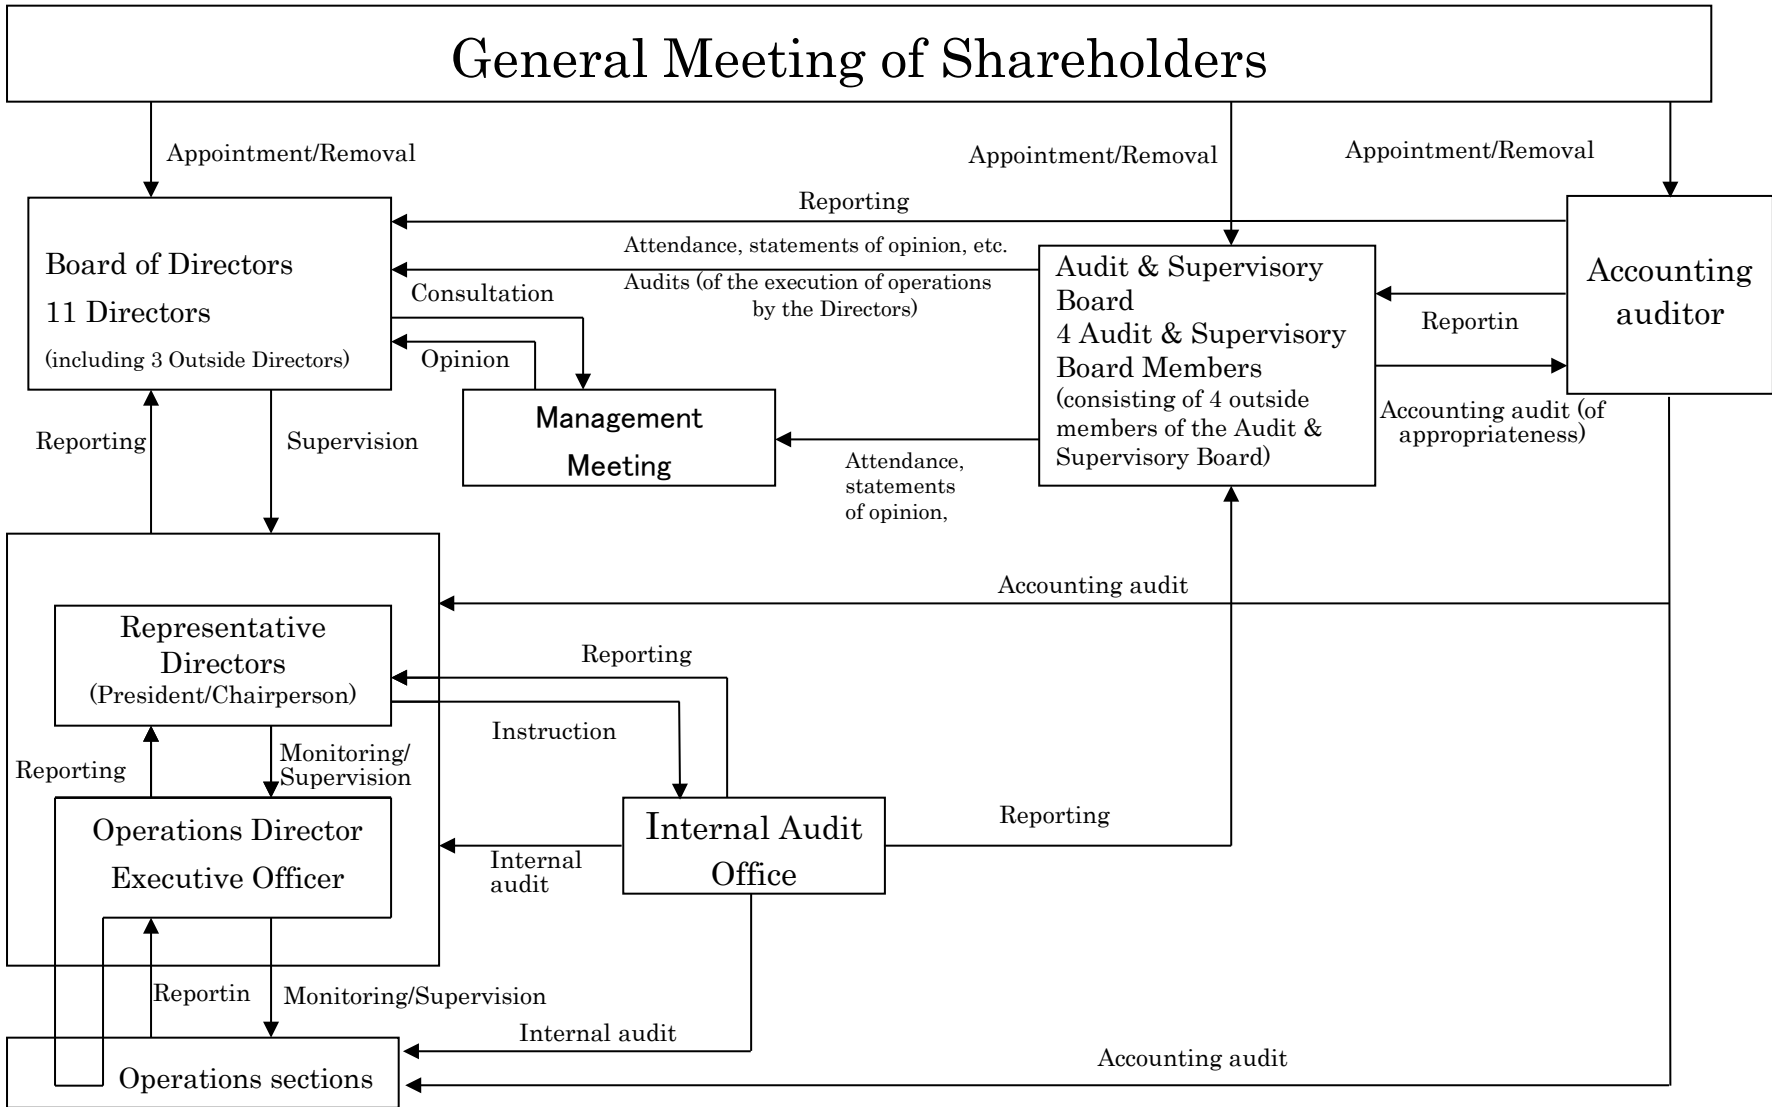 General Meeting of Shareholders
Appointment/Removal
Appointment/Removal
Appointment/Removal
Reporting
Board of Directors
11 Directors
(including 3 Outside Directors)
Attendance, statements of opinion, etc.
Audits (of the execution of operations
by the Directors)
Consultation
Opinion
Audit & Supervisory
Board
4 Audit & Supervisory
Board Members
(consisting of 4 outside
members of the Audit &
Supervisory Board)
Accounting
auditor
Reportin
Accounting audit (of
appropriateness)
Management
Meeting
Attendance,
statements
of opinion,
Reporting
Supervision
Accounting audit
Representative
Directors
(President/Chairperson)
Reporting
Instruction
Reporting
Monitoring/
Supervision
Operations Director
Executive Officer
Internal
audit
Internal Audit
Office
Reporting
Reportin
Monitoring/Supervision
Internal audit
Accounting audit
Operations sections